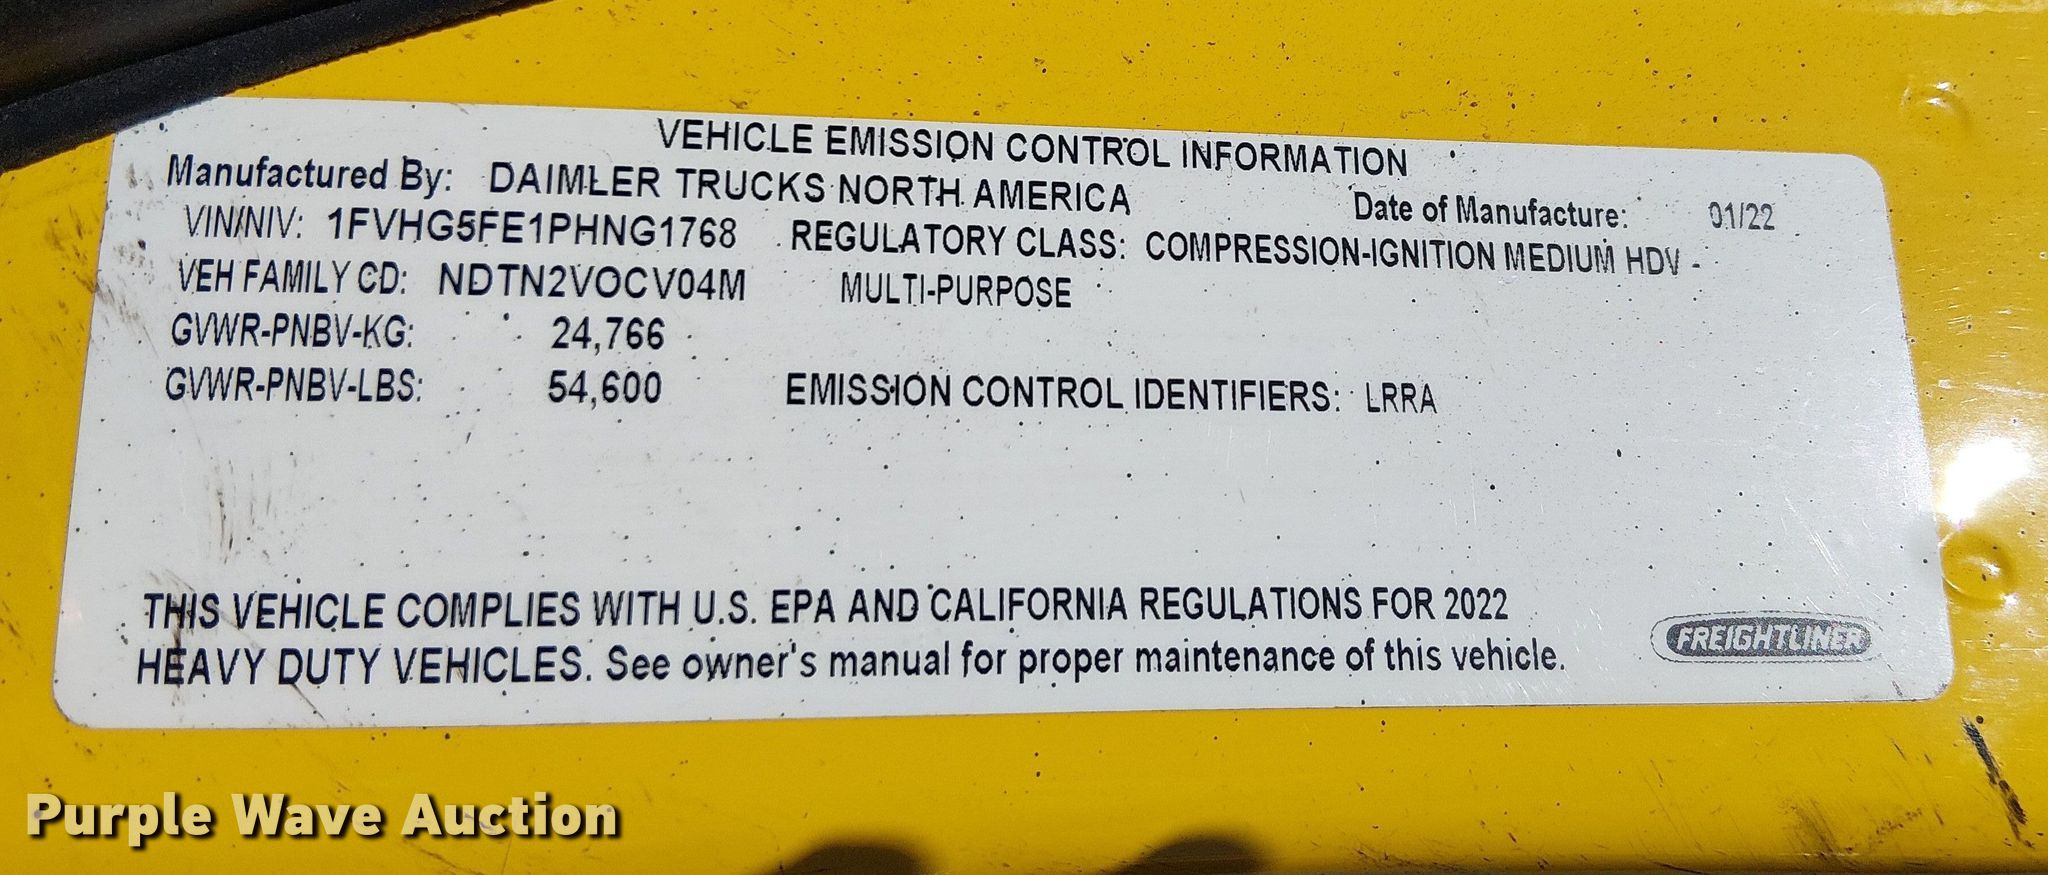 VEHICLE EMISSION CONTROL INFORMATION
Manufactured By: DAIMLER TRUCKS NORTH AMERICA Date of Manufacture: 01/22
VIN/NIV: 1FVHG5FE1PHNG1768 REGULATORY CLASS: COMPRESSION-IGNITION MEDIUM HDV -
VEH FAMILY CD: NDTN2VOCV04M MULTI-PURPOSE
GVWR-PNBV-KG: 24,766
GVWR-PNBV-LBS: 54,600 EMISSION CONTROL IDENTIFIERS: LRRA
THIS VEHICLE COMPLIES WITH U.S. EPA AND CALIFORNIA REGULATIONS FOR 2022
HEAVY DUTY VEHICLES. See owner's manual for proper maintenance of this vehicle.
FREIGHTLINER
Purple Wave Auction